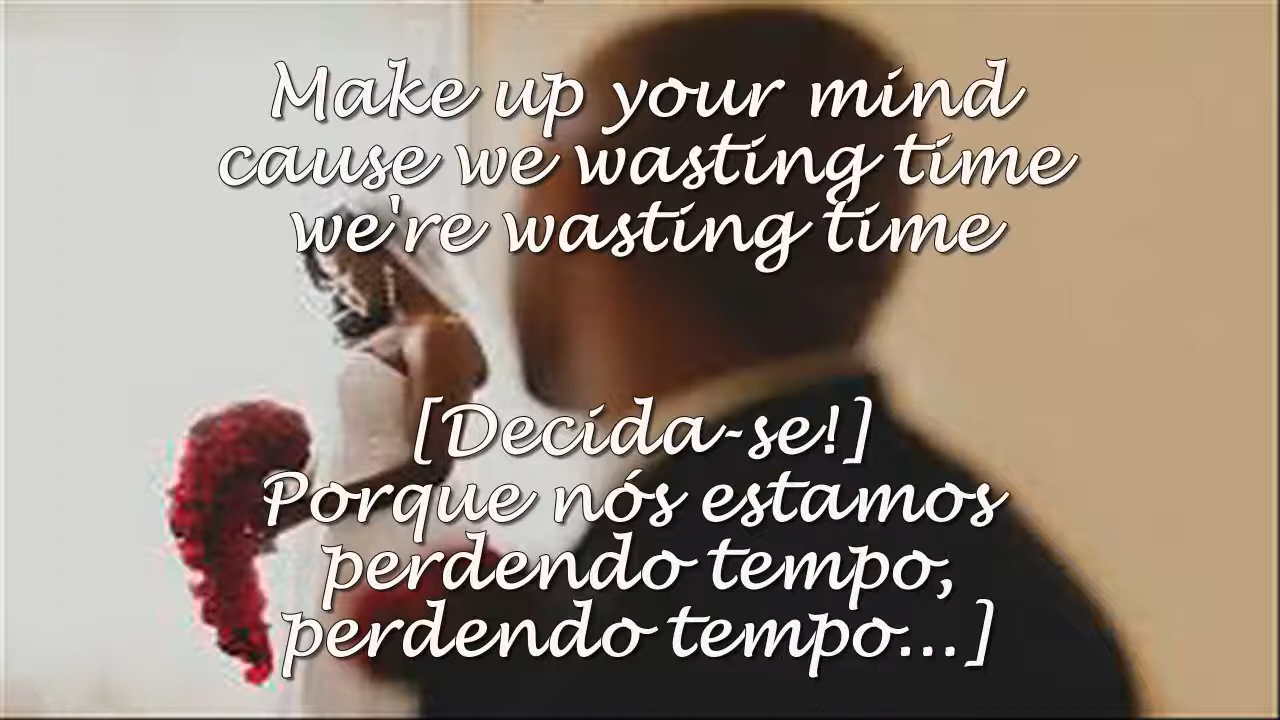 Make up your mind
cause we wasting time
we're wasting time
[Decida-se!]
Porque nós estamos
perdendo tempo,
perdendo tempo...]